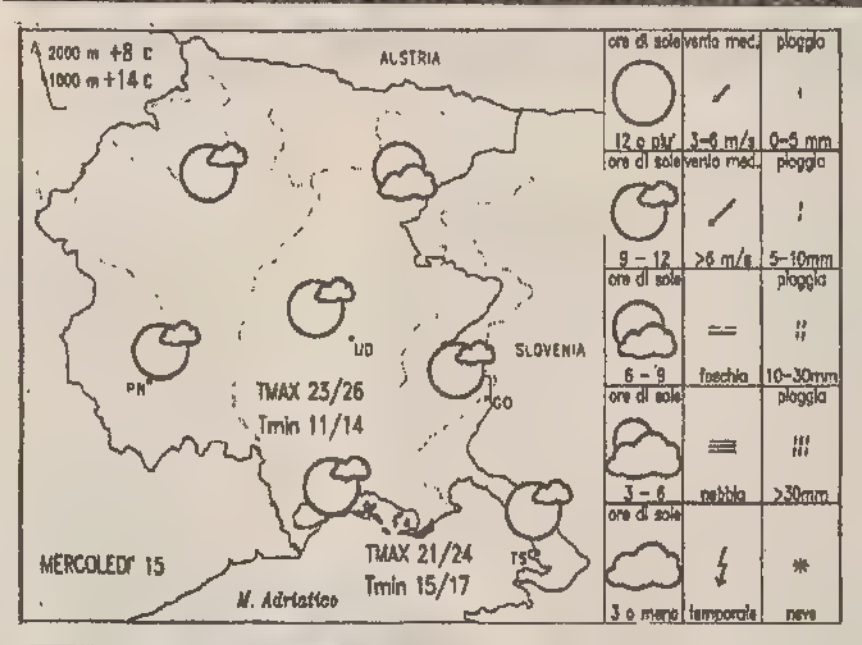 2000 m +8 C
1000 m +14 C
AUSTRIA
SLOVENIA
UD
PN
GO
TMAX 23/26
Tmin 11/14
TMAX 21/24
Tmin 15/17
TS
MERCOLEDI' 15
M. Adriatico
ore di sole vento med. pioggia
12 o piu' 3-6 m/s 0-5 mm
ore di sole vento med. pioggia
9 - 12 >6 m/s 5-10mm
ore di sole pioggia
6 - 9 foschia 10-30mm
ore di sole pioggia
3 - 6 nebbia >30mm
ore di sole
3 o meno temporale neve